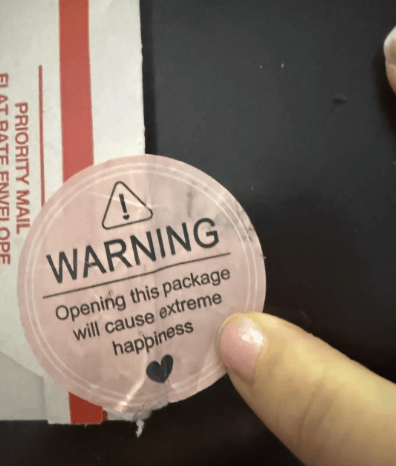 PRIORITY MAIL
FLAT RATE ENVELOPE
!
WARNING
Opening this package
will cause extreme
happiness